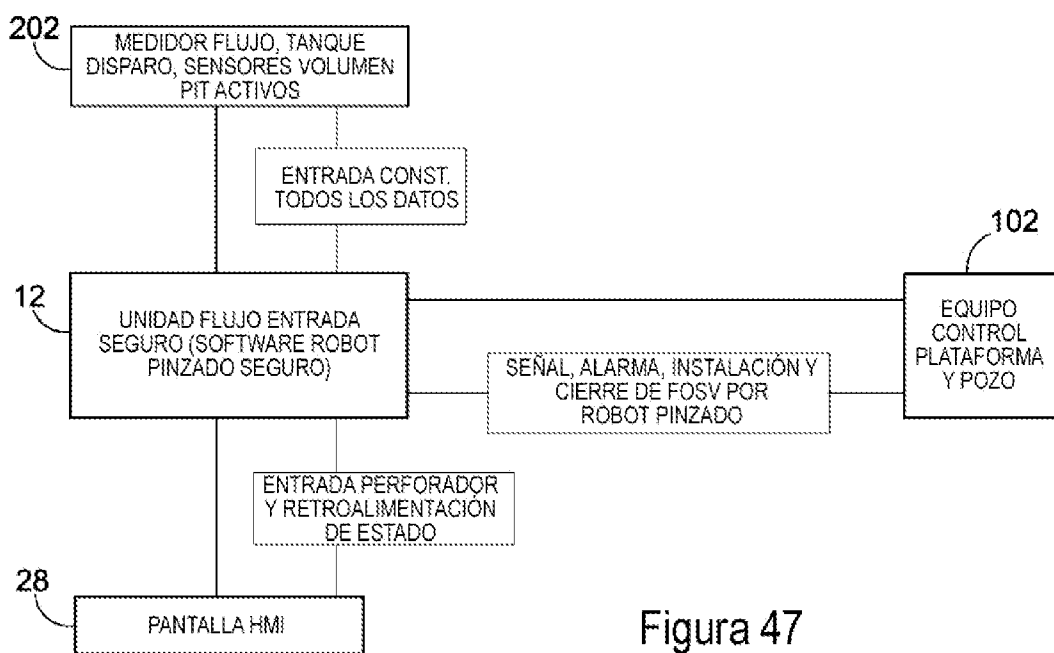 202
MEDIDOR FLUJO, TANQUE
DISPARO, SENSORES VOLUMEN
PIT ACTIVOS
ENTRADA CONST.
TODOS LOS DATOS
102
12
UNIDAD FLUJO ENTRADA
SEGURO (SOFTWARE ROBOT
PINZADO SEGURO)
EQUIPO
CONTROL
PLATAFORMA
Y POZO
SEÑAL, ALARMA, INSTALACIÓN Y
CIERRE DE FOSV POR
ROBOT PINZADO
ENTRADA PERFORADOR
Y RETROALIMENTACIÓN
DE ESTADO
28
PANTALLA HMI
Figura 47